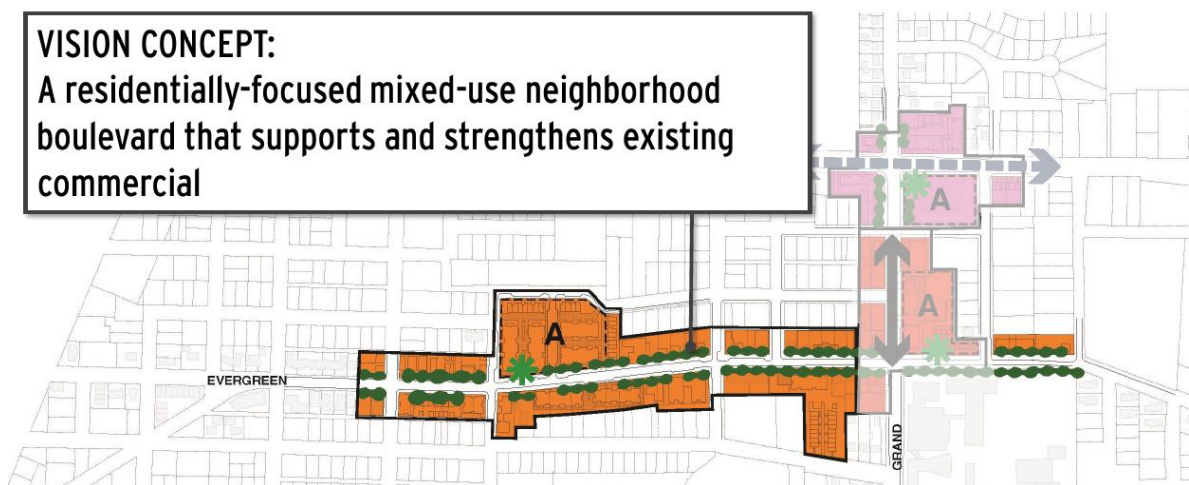 VISION CONCEPT:
A residentially-focused mixed-use neighborhood
boulevard that supports and strengthens existing
commercial
A
A
A
EVERGREEN
GRAND